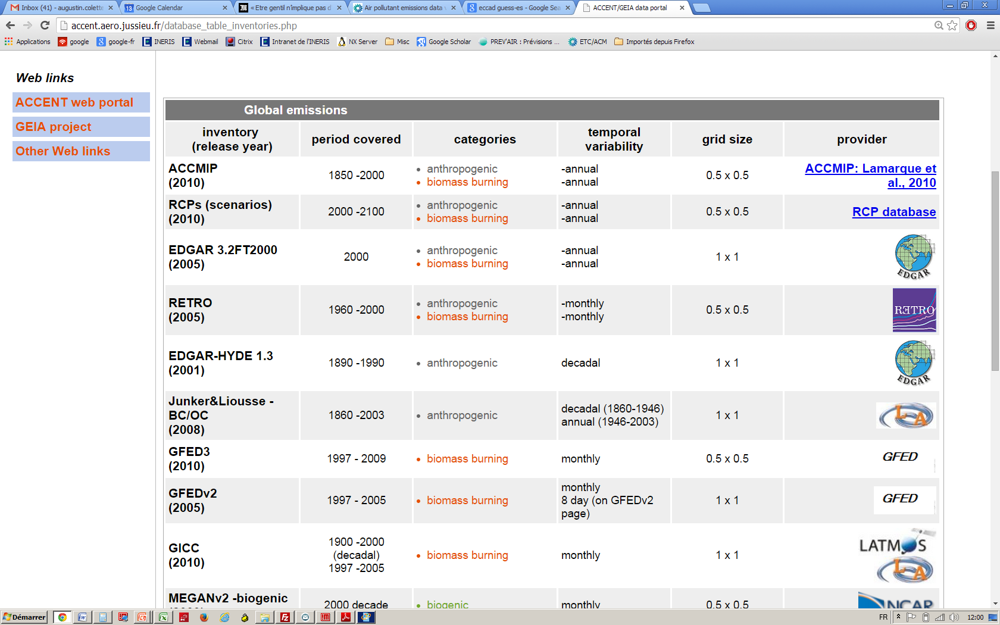 Inbox (41) - augustin.colette
Google Calendar
« Etre gentil n'implique pas d
Air pollutant emissions data v
eccad guess-es - Google Sea
ACCENT/GEIA data portal
accent.aero.jussieu.fr/database_table_inventories.php
Applications
google
google-fr
INERIS
Webmail
Citrix
Intranet de l'INERIS
NX Server
Misc
Google Scholar
PREV'AIR : Prévisions ...
ETC/ACM
Importés depuis Firefox
Web links
ACCENT web portal
GEIA project
Other Web links
Global emissions
inventory
(release year)
period covered
categories
temporal
variability
grid size
provider
ACCMIP
(2010)
1850 -2000
anthropogenic
biomass burning
-annual
-annual
0.5 x 0.5
ACCMIP: Lamarque et
al., 2010
RCPs (scenarios)
(2010)
2000 -2100
anthropogenic
biomass burning
-annual
-annual
0.5 x 0.5
RCP database
EDGAR 3.2FT2000
(2005)
2000
anthropogenic
biomass burning
-annual
-annual
1 x 1
EDGAR
RETRO
(2005)
1960 -2000
anthropogenic
biomass burning
-monthly
-monthly
0.5 x 0.5
RETRO
EDGAR-HYDE 1.3
(2001)
1890 -1990
anthropogenic
decadal
1 x 1
EDGAR
Junker&Liousse -
BC/OC
(2008)
1860 -2003
anthropogenic
decadal (1860-1946)
annual (1946-2003)
1 x 1
LA
GFED3
(2010)
1997 - 2009
biomass burning
monthly
0.5 x 0.5
GFED
GFEDv2
(2005)
1997 - 2005
biomass burning
monthly
8 day (on GFEDv2
page)
1 x 1
GFED
GICC
(2010)
1900 -2000
(decadal)
1997 -2005
biomass burning
monthly
1 x 1
LATMOS
LA
MEGANv2 -biogenic
2000 decade
biogenic
monthly
0.5 x 0.5
NCAR
Démarrer
FR
12:00